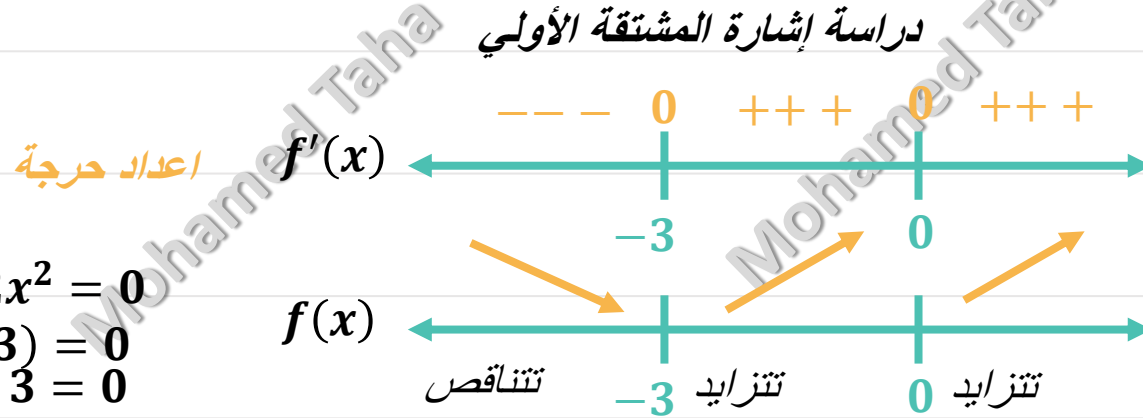 دراسة إشارة المشتقة الأولي
− − − 0 + + + 0 + + +
اعداد حرجة
f′(x)
−3 0
x² = 0
f(x)
3) = 0
3 = 0
تتناقص −3 تتزايد 0 تتزايد
Mohamed Taha
Mohamed Ta